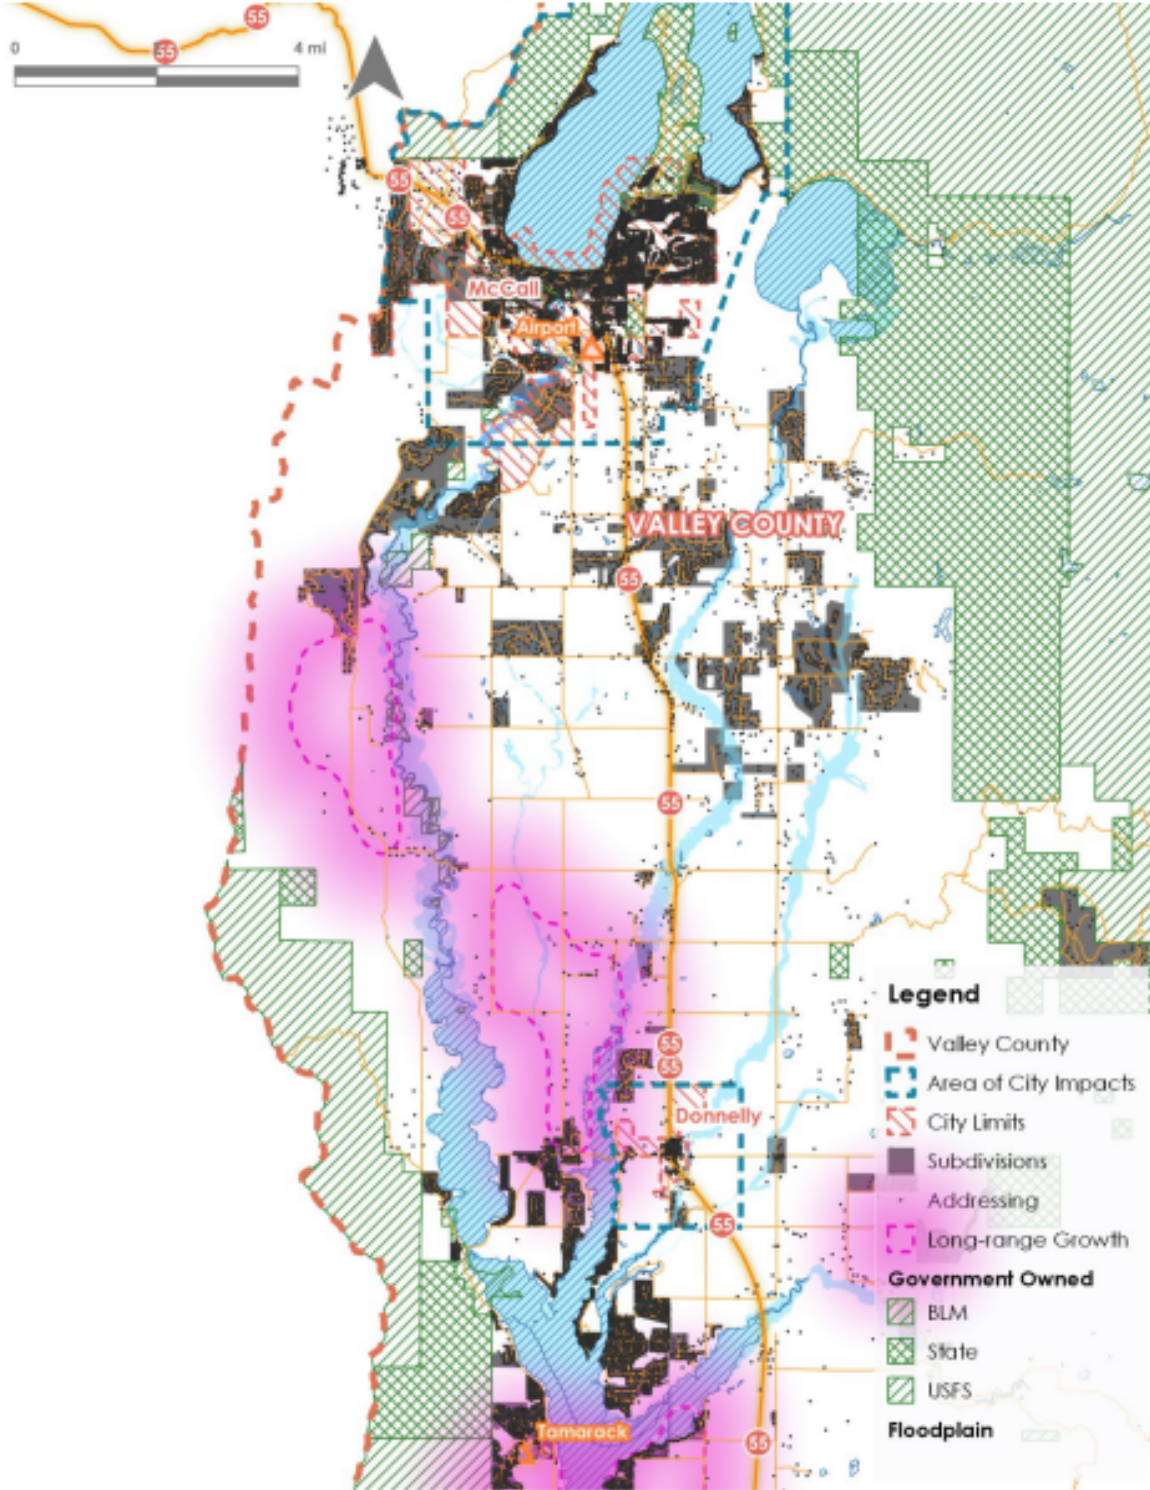 55
0 4 mi
55
55
55
McCall
Airport
VALLEY COUNTY
55
55
55
55
Donnelly
55
Tamarack
55
Legend
Valley County
Area of City Impacts
City Limits
Subdivisions
Addressing
Long-range Growth
Government Owned
BLM
State
USFS
Floodplain